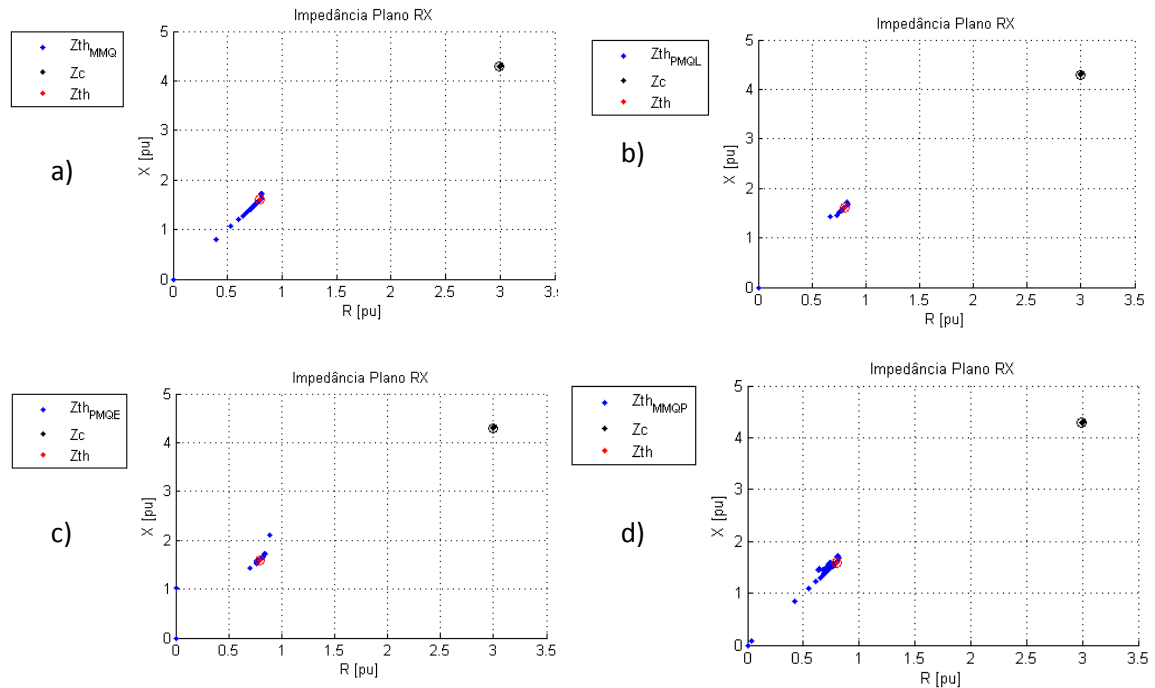 Impedância Plano RX
Zth_MMQ
Zc
Zth
a)
X [pu]
5
4
3
2
1
0
0 0.5 1 1.5 2 2.5 3 3.5
R [pu]
Impedância Plano RX
Zth_PMQL
Zc
Zth
b)
X [pu]
5
4
3
2
1
0
0 0.5 1 1.5 2 2.5 3 3.5
R [pu]
Impedância Plano RX
Zth_PMQE
Zc
Zth
c)
X [pu]
5
4
3
2
1
0
0 0.5 1 1.5 2 2.5 3 3.5
R [pu]
Impedância Plano RX
Zth_MMQP
Zc
Zth
d)
X [pu]
5
4
3
2
1
0
0 0.5 1 1.5 2 2.5 3 3.5
R [pu]